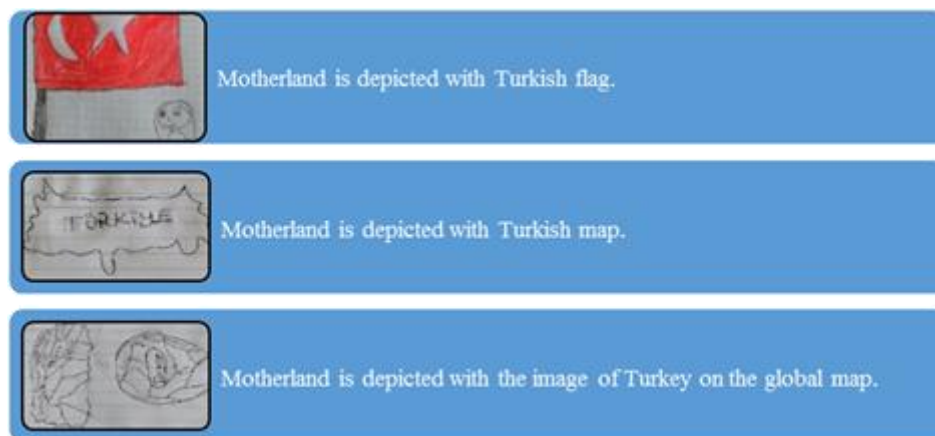 Motherland is depicted with Turkish flag.
TÜRKİYE
Motherland is depicted with Turkish map.
Motherland is depicted with the image of Turkey on the global map.